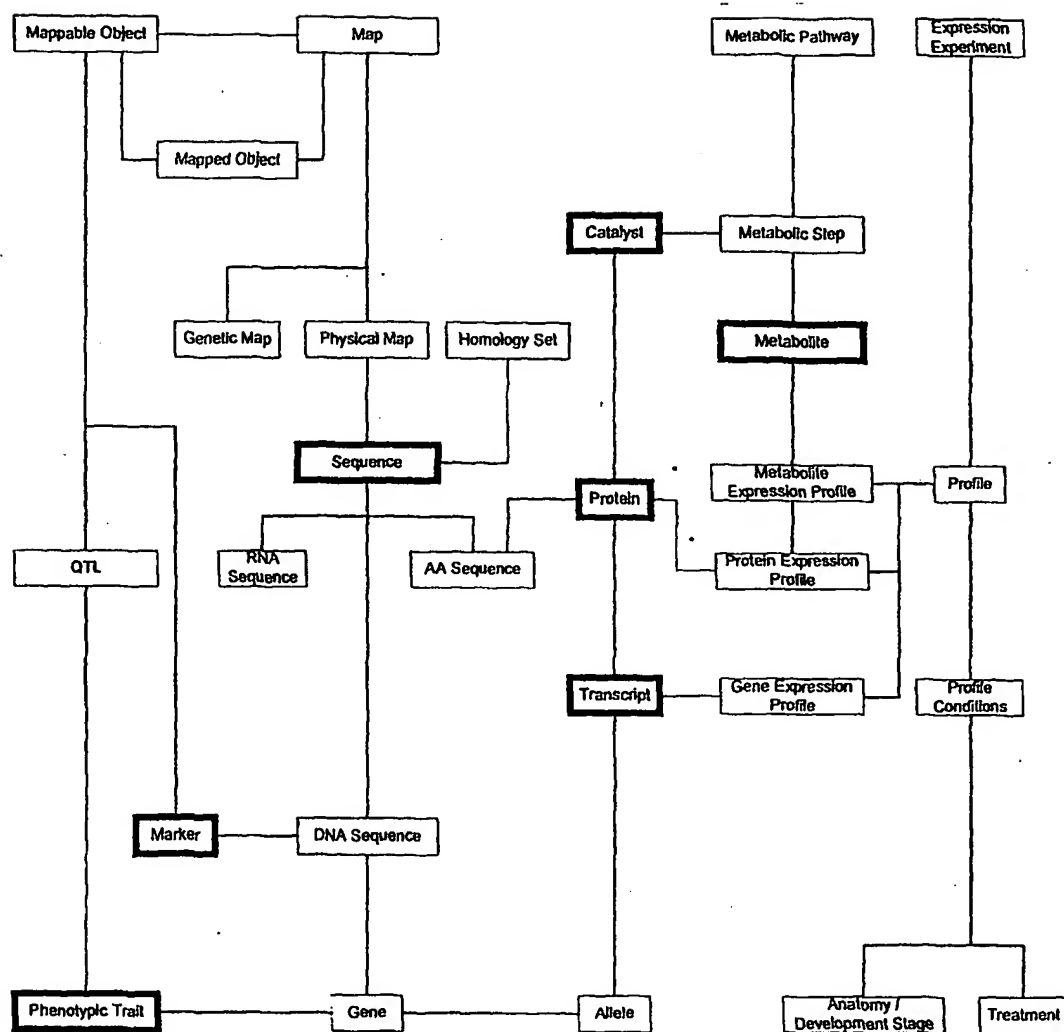 Mappable Object
Map
Metabolic Pathway
Expression
Experiment
Mapped Object
Catalyst
Metabolic Step
Genetic Map
Physical Map
Homology Set
Metabolite
Sequence
Metabolite
Expression Profile
Profile
Protein
QTL
RNA
Sequence
AA Sequence
Protein Expression
Profile
Transcript
Gene Expression
Profile
Profile
Conditions
Marker
DNA Sequence
Phenotypic Trait
Gene
Allele
Anatomy /
Development Stage
Treatment